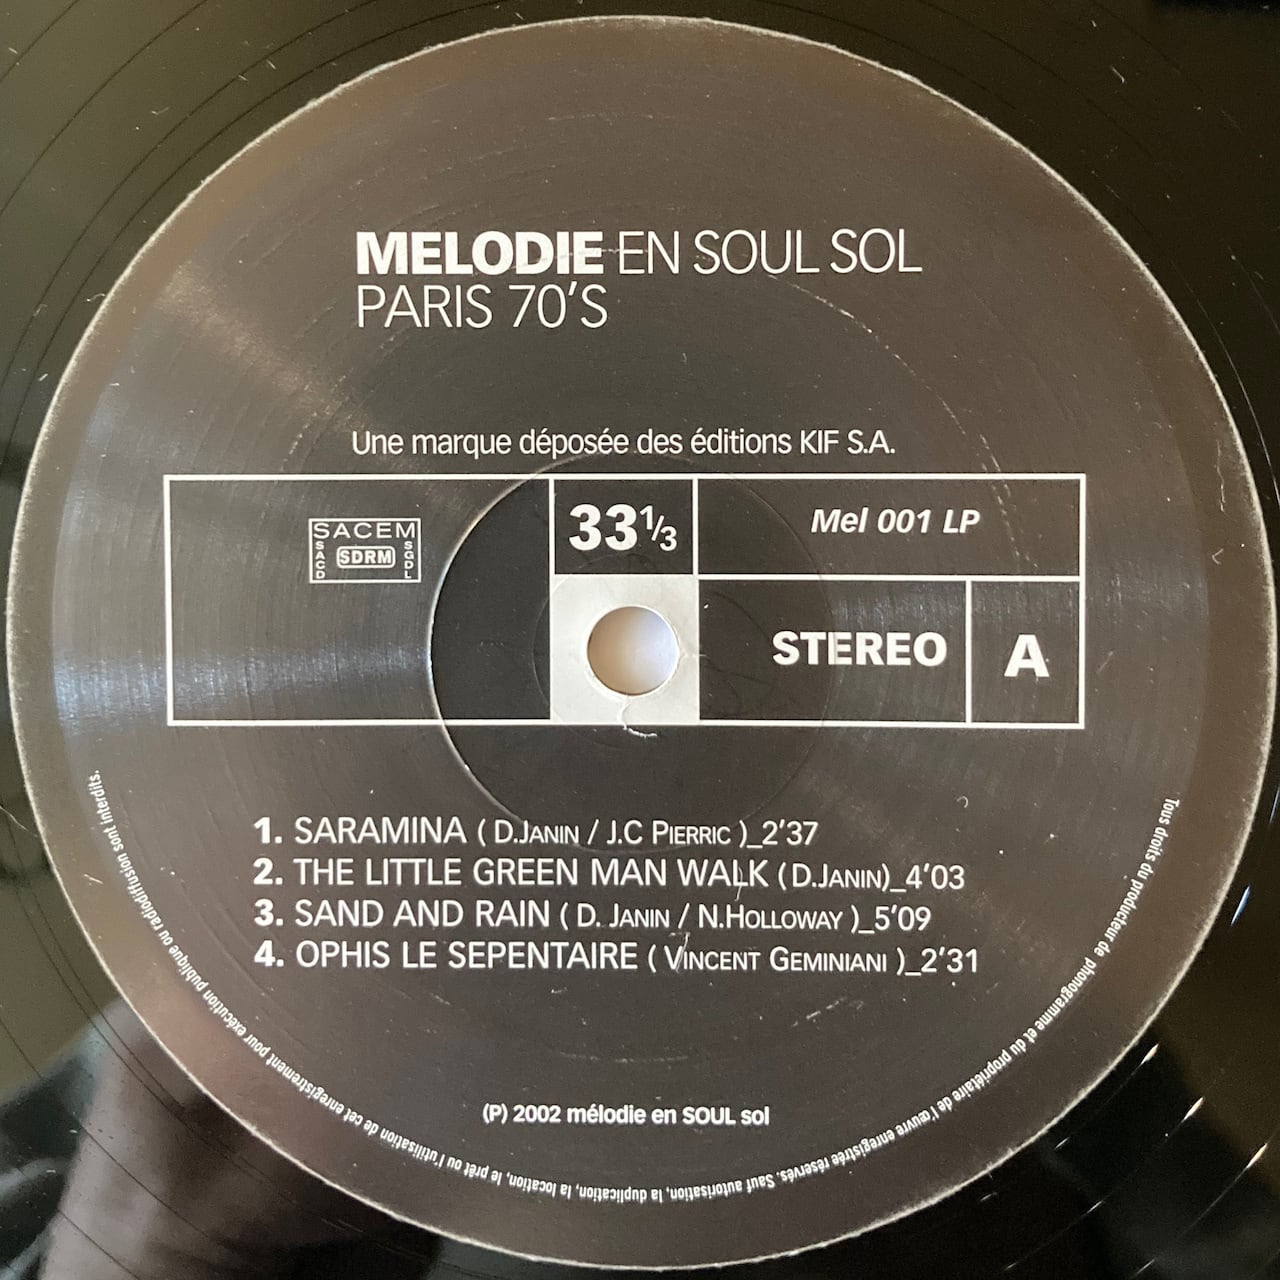 MELODIE EN SOUL SOL
PARIS 70'S
Une marque déposée des éditions KIF S.A.
SACEM
SACD
SDRM
SGDL
33 1/3
Mel 001 LP
STEREO
A
1. SARAMINA ( D.JANIN / J.C PIERRIC )_2'37
2. THE LITTLE GREEN MAN WALK ( D.JANIN)_4'03
3. SAND AND RAIN ( D. JANIN / N.HOLLOWAY )_5'09
4. OPHIS LE SEPENTAIRE ( VINCENT GEMINIANI )_2'31
(P) 2002 mélodie en SOUL sol
Tous droits du producteur de phonogramme et du propriétaire de l'œuvre enregistrée réservés. Sauf autorisation, la duplication, la location, le prêt ou l'utilisation de cet enregistrement pour exécution publique ou radiodiffusion sont interdits.